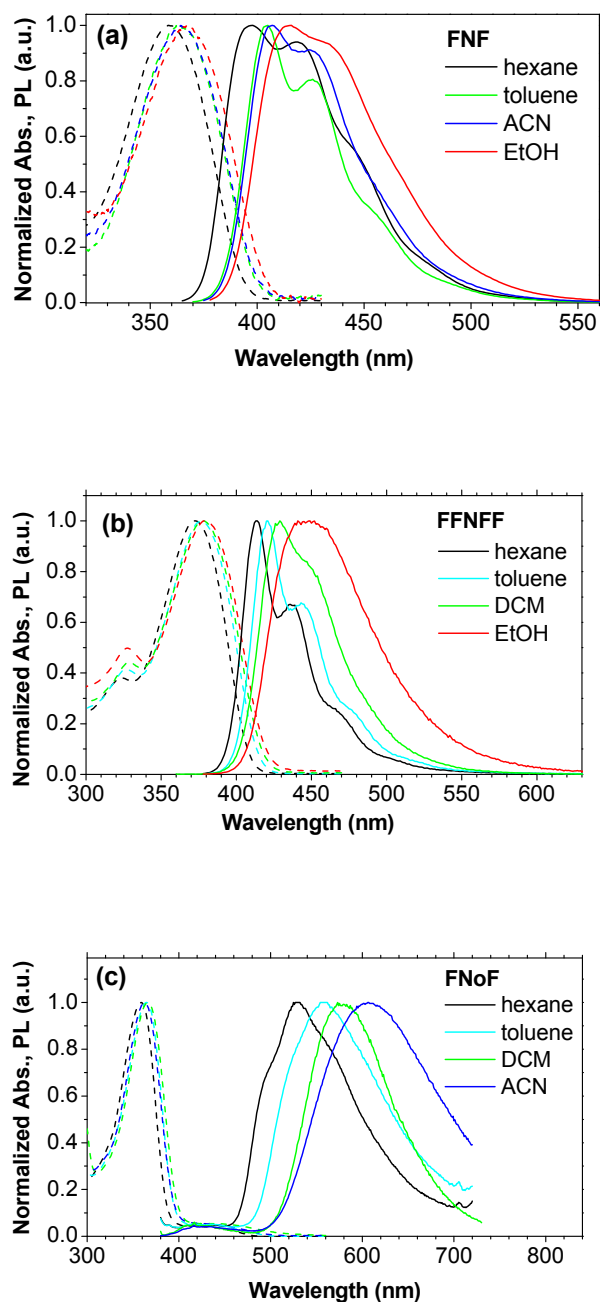 (a)
FNF
hexane
toluene
ACN
EtOH
Normalized Abs., PL (a.u.)
1.0
0.8
0.6
0.4
0.2
0.0
350 400 450 500 550
Wavelength (nm)
(b)
FFNFF
hexane
toluene
DCM
EtOH
Normalized Abs., PL (a.u.)
1.0
0.8
0.6
0.4
0.2
0.0
300 350 400 450 500 550 600
Wavelength (nm)
(c)
FNoF
hexane
toluene
DCM
ACN
Normalized Abs., PL (a.u.)
1.0
0.8
0.6
0.4
0.2
0.0
300 400 500 600 700 800
Wavelength (nm)